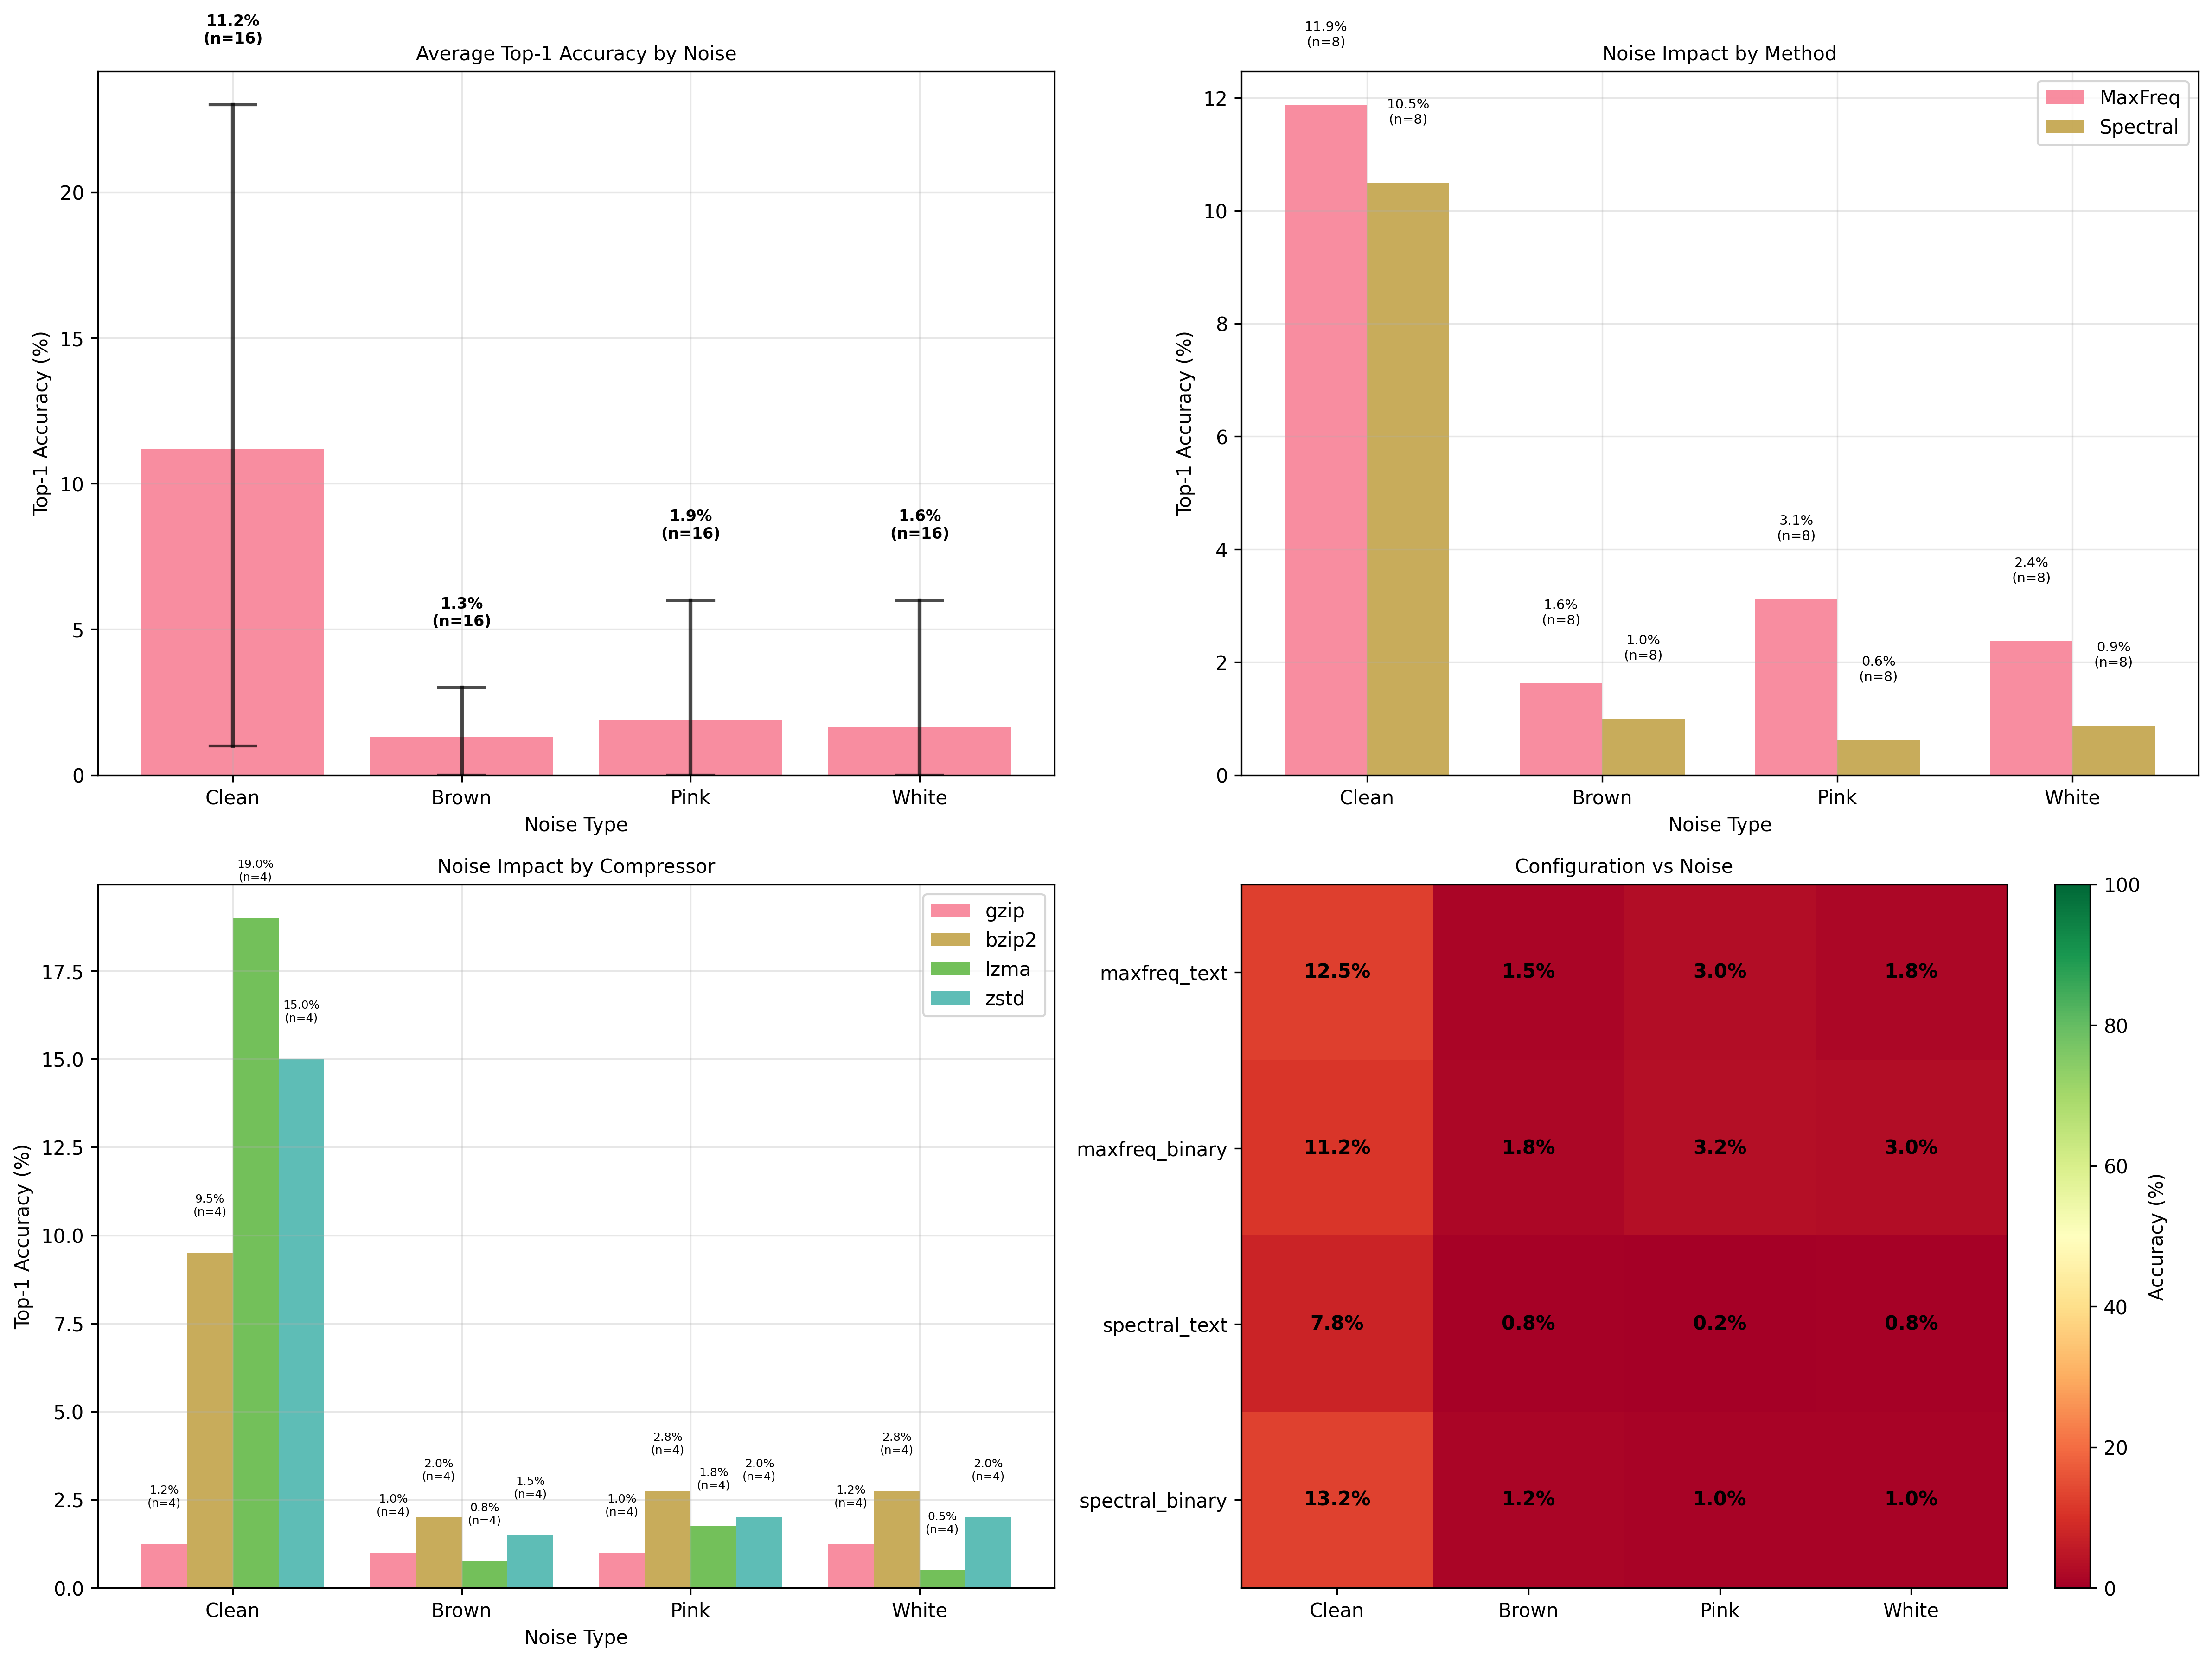 11.2%
(n=16)
Average Top-1 Accuracy by Noise
Top-1 Accuracy (%)
20
15
10
5
0
1.3%
(n=16)
1.9%
(n=16)
1.6%
(n=16)
Clean
Brown
Pink
White
Noise Type
11.9%
(n=8)
Noise Impact by Method
Top-1 Accuracy (%)
12
10
8
6
4
2
0
10.5%
(n=8)
1.6%
(n=8)
1.0%
(n=8)
3.1%
(n=8)
0.6%
(n=8)
2.4%
(n=8)
0.9%
(n=8)
MaxFreq
Spectral
Clean
Brown
Pink
White
Noise Type
19.0%
(n=4)
Noise Impact by Compressor
Top-1 Accuracy (%)
17.5
15.0
12.5
10.0
7.5
5.0
2.5
0.0
1.2%
(n=4)
9.5%
(n=4)
15.0%
(n=4)
1.0%
(n=4)
2.0%
(n=4)
0.8%
(n=4)
1.5%
(n=4)
1.0%
(n=4)
2.8%
(n=4)
1.8%
(n=4)
2.0%
(n=4)
1.2%
(n=4)
2.8%
(n=4)
0.5%
(n=4)
2.0%
(n=4)
gzip
bzip2
lzma
zstd
Clean
Brown
Pink
White
Noise Type
Configuration vs Noise
maxfreq_text
12.5%
1.5%
3.0%
1.8%
maxfreq_binary
11.2%
1.8%
3.2%
3.0%
spectral_text
7.8%
0.8%
0.2%
0.8%
spectral_binary
13.2%
1.2%
1.0%
1.0%
Clean
Brown
Pink
White
100
80
60
40
20
0
Accuracy (%)